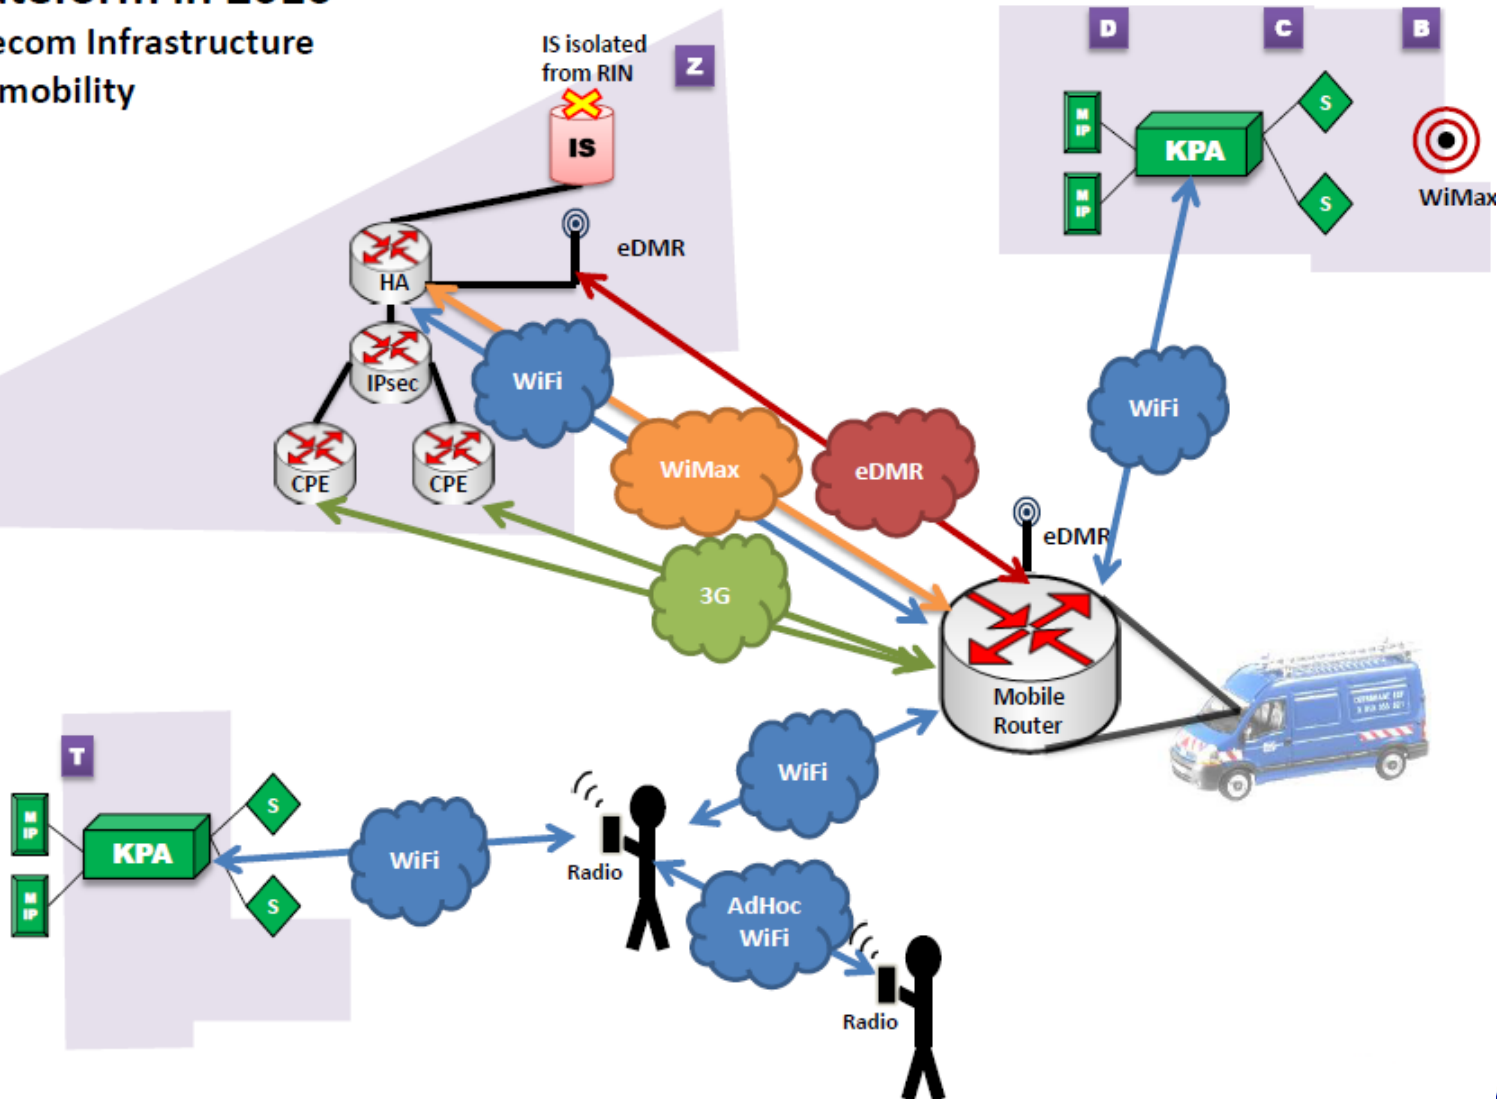 ecom Infrastructure
mobility
IS isolated
from RIN
Z
IS
eDMR
HA
IPsec
CPE
CPE
WiFi
WiMax
eDMR
3G
D
C
B
M
IP
M
IP
KPA
S
S
WiMax
WiFi
eDMR
Mobile
Router
T
M
IP
M
IP
KPA
S
S
WiFi
Radio
WiFi
AdHoc
WiFi
Radio